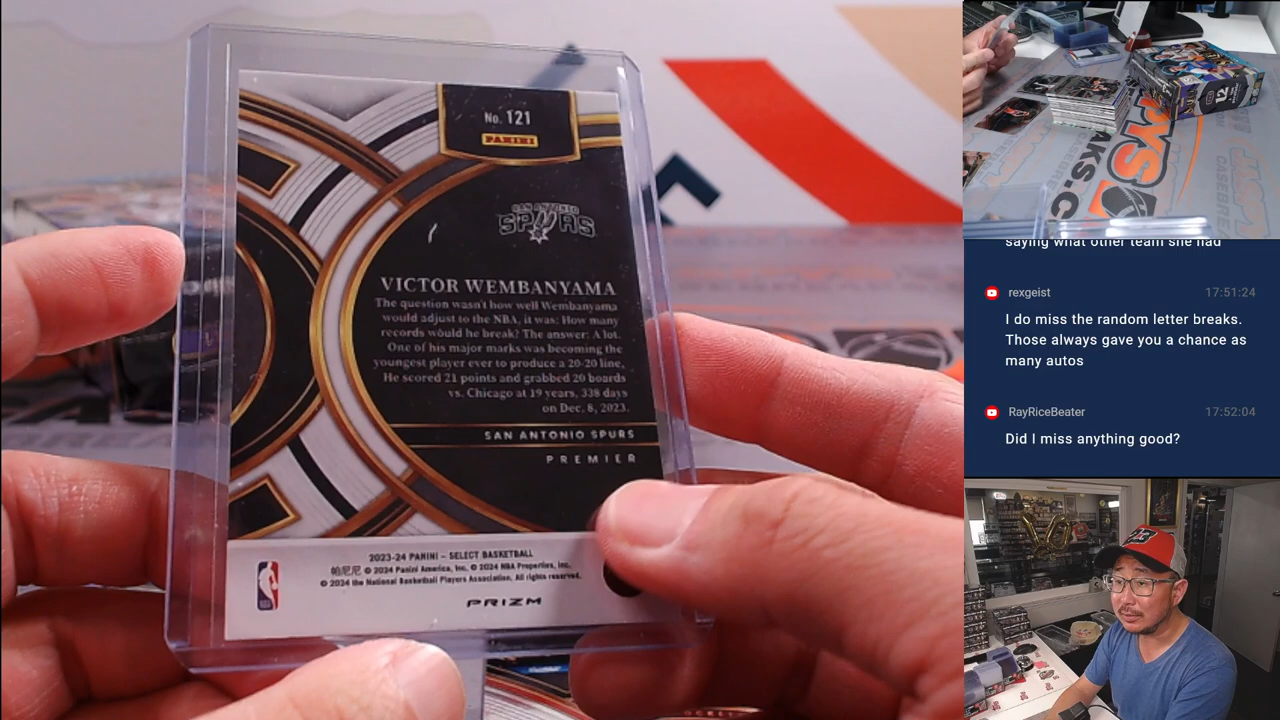 No. 121
PANINI
SAN ANTONIO
SPURS
VICTOR WEMBANYAMA
The question wasn't how well Wembanyama
would adjust to the NBA, it was: How many
records would he break? The answer: A lot.
One of his major marks was becoming the
youngest player ever to produce a 20-20 line.
He scored 21 points and grabbed 20 boards
vs. Chicago at 19 years, 338 days
on Dec. 8, 2023.
SAN ANTONIO SPURS
PREMIER
2023-24 PANINI – SELECT BASKETBALL
帕尼尼 © 2024 Panini America, Inc. © 2024 NBA Properties, Inc.
© 2024 the National Basketball Players Association. All rights reserved.
PRIZM
saying what other team she had
rexgeist 17:51:24
I do miss the random letter breaks.
Those always gave you a chance as
many autos
RayRiceBeater 17:52:04
Did I miss anything good?